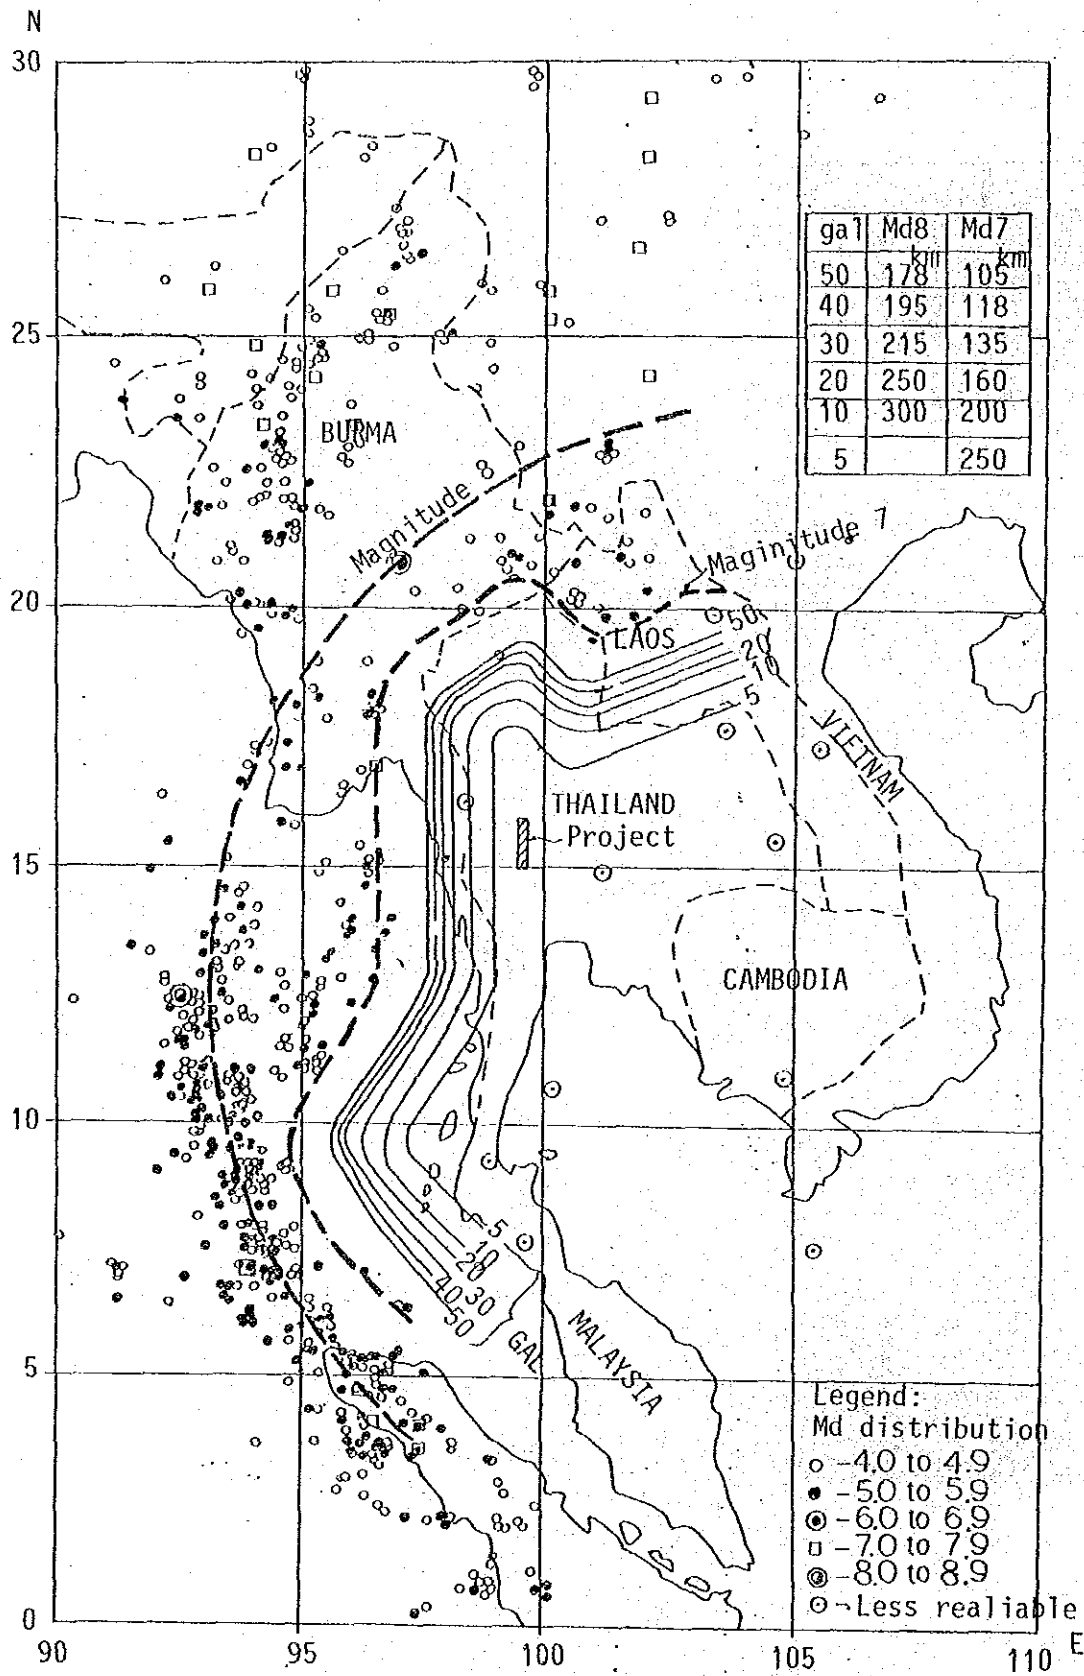 N
30
gal Md8 Md7
km km
50 178 105
40 195 118
30 215 135
20 250 160
10 300 200
5 250
25
BURMA
Magnitude
Maginitude 7
20
LAOS
50
20
10
5
VIETNAM
THAILAND
Project
15
CAMBODIA
10
5
10
20
30
40
50
GAL
MALAYSIA
5
Legend:
Md distribution
-4.0 to 4.9
-5.0 to 5.9
-6.0 to 6.9
-7.0 to 7.9
-8.0 to 8.9
-Less realiable
0
90 95 100 105 110 E